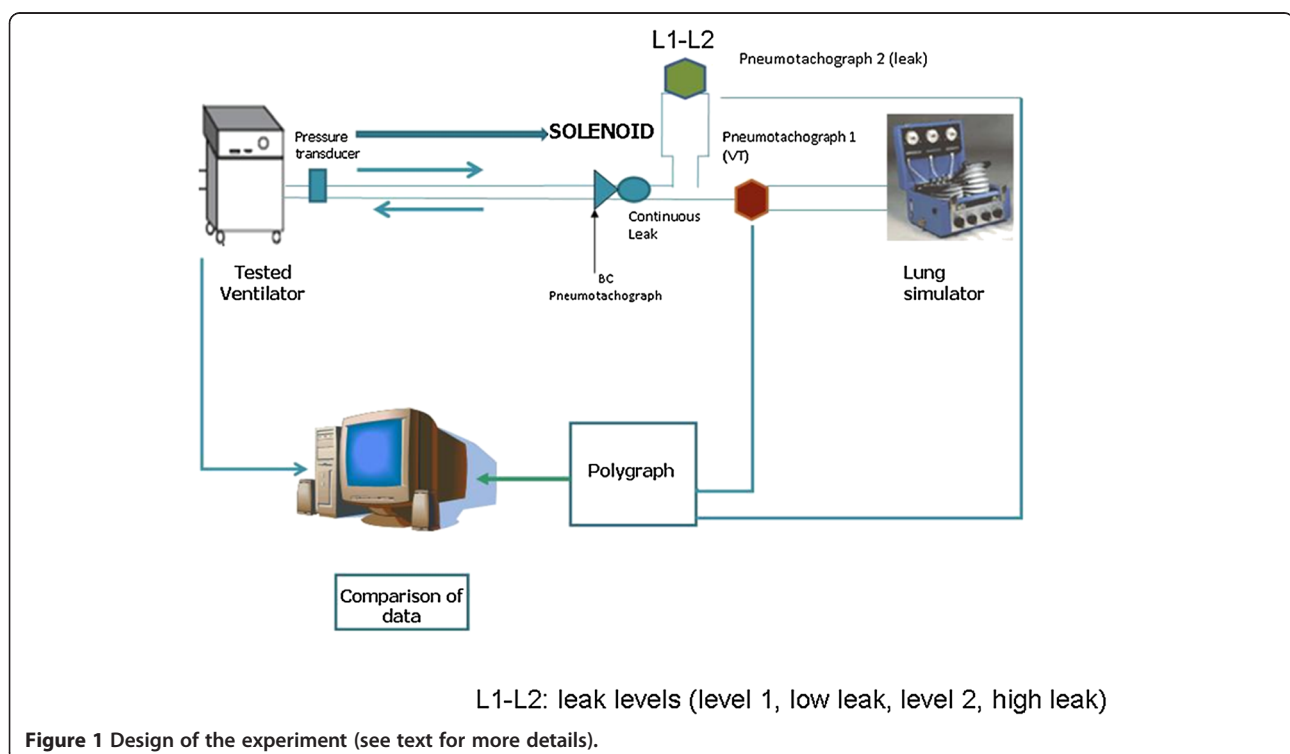 L1-L2
Pneumotachograph 2 (leak)
Pressure
transducer
SOLENOID
Pneumotachograph 1
(VT)
Continuous
Leak
BC
Pneumotachograph
Tested
Ventilator
Lung
simulator
Polygraph
Comparison of
data
L1-L2: leak levels (level 1, low leak, level 2, high leak)
Figure 1 Design of the experiment (see text for more details).